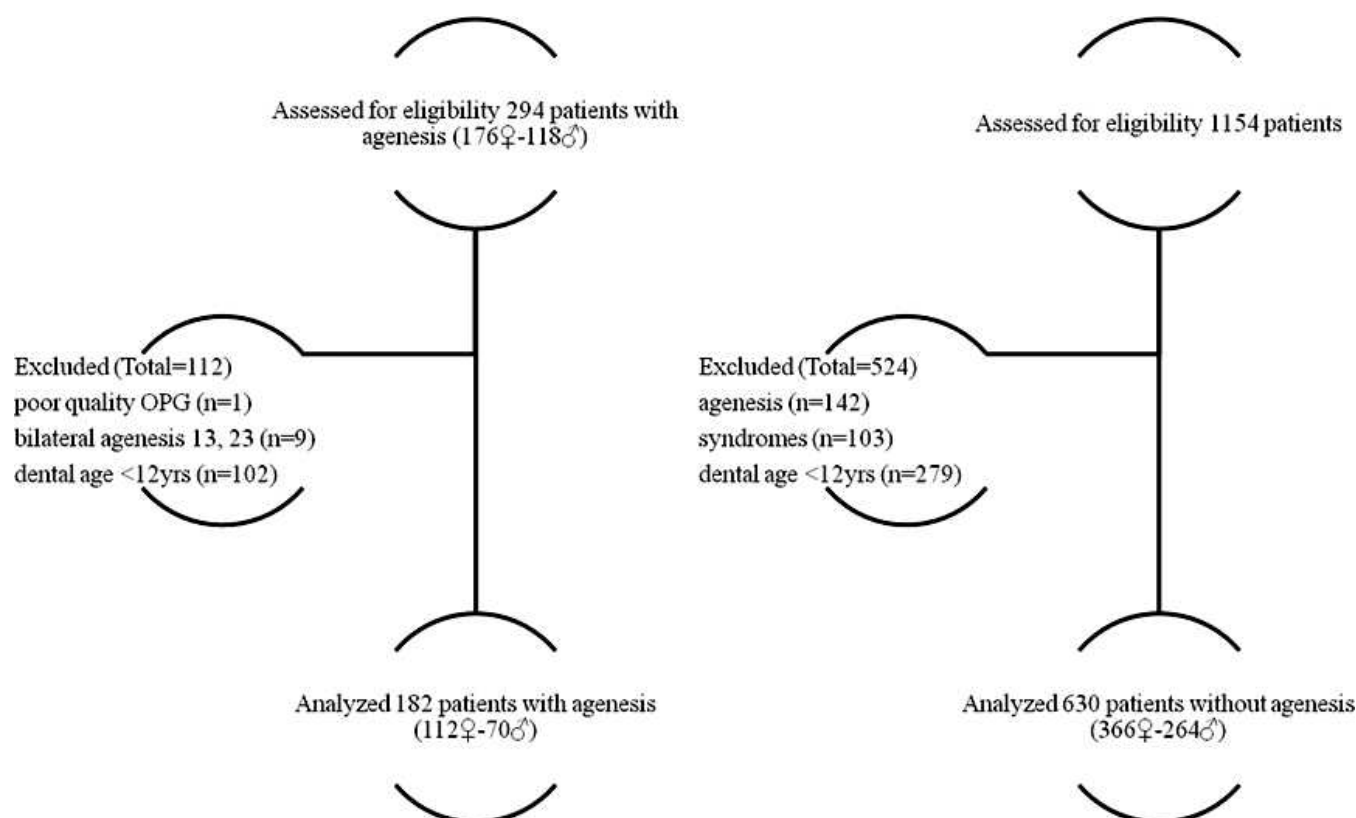 Assessed for eligibility 294 patients with
agenesis (176♀-118♂)
Excluded (Total=112)
poor quality OPG (n=1)
bilateral agenesis 13, 23 (n=9)
dental age <12yrs (n=102)
Analyzed 182 patients with agenesis
(112♀-70♂)
Assessed for eligibility 1154 patients
Excluded (Total=524)
agenesis (n=142)
syndromes (n=103)
dental age <12yrs (n=279)
Analyzed 630 patients without agenesis
(366♀-264♂)